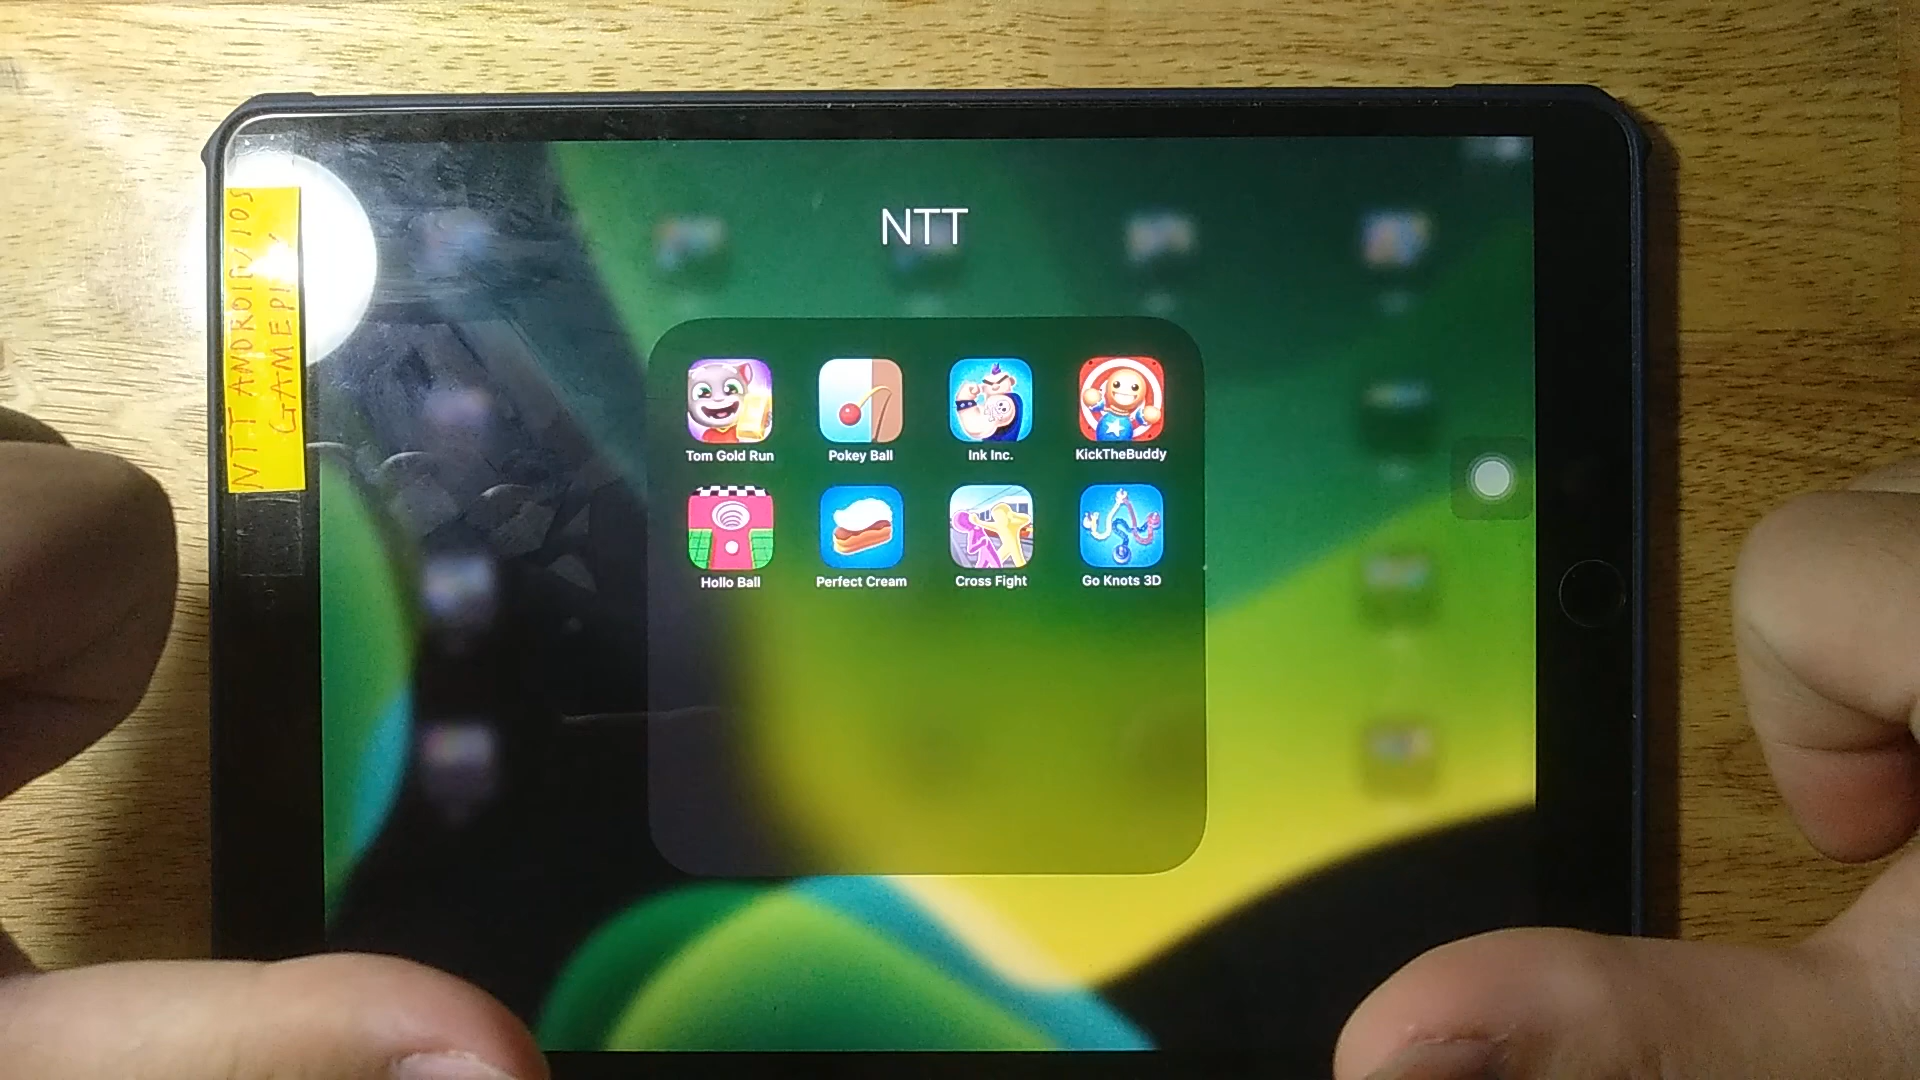 NTT ANDROID/IOS
GAMEPL
NTT
Tom Gold Run
Pokey Ball
Ink Inc.
KickTheBuddy
Hollo Ball
Perfect Cream
Cross Fight
Go Knots 3D